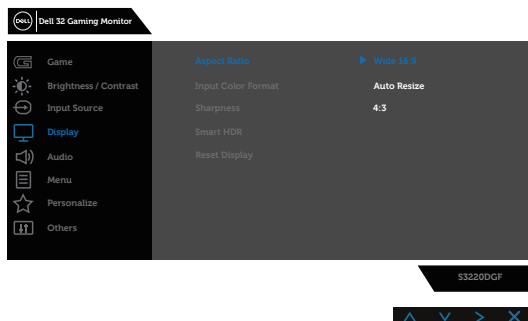 DELL Dell 32 Gaming Monitor
Game
Brightness / Contrast
Input Source
Display
Audio
Menu
Personalize
Others
Aspect Ratio
Input Color Format
Sharpness
Smart HDR
Reset Display
Wide 16:9
Auto Resize
4:3
S3220DGF